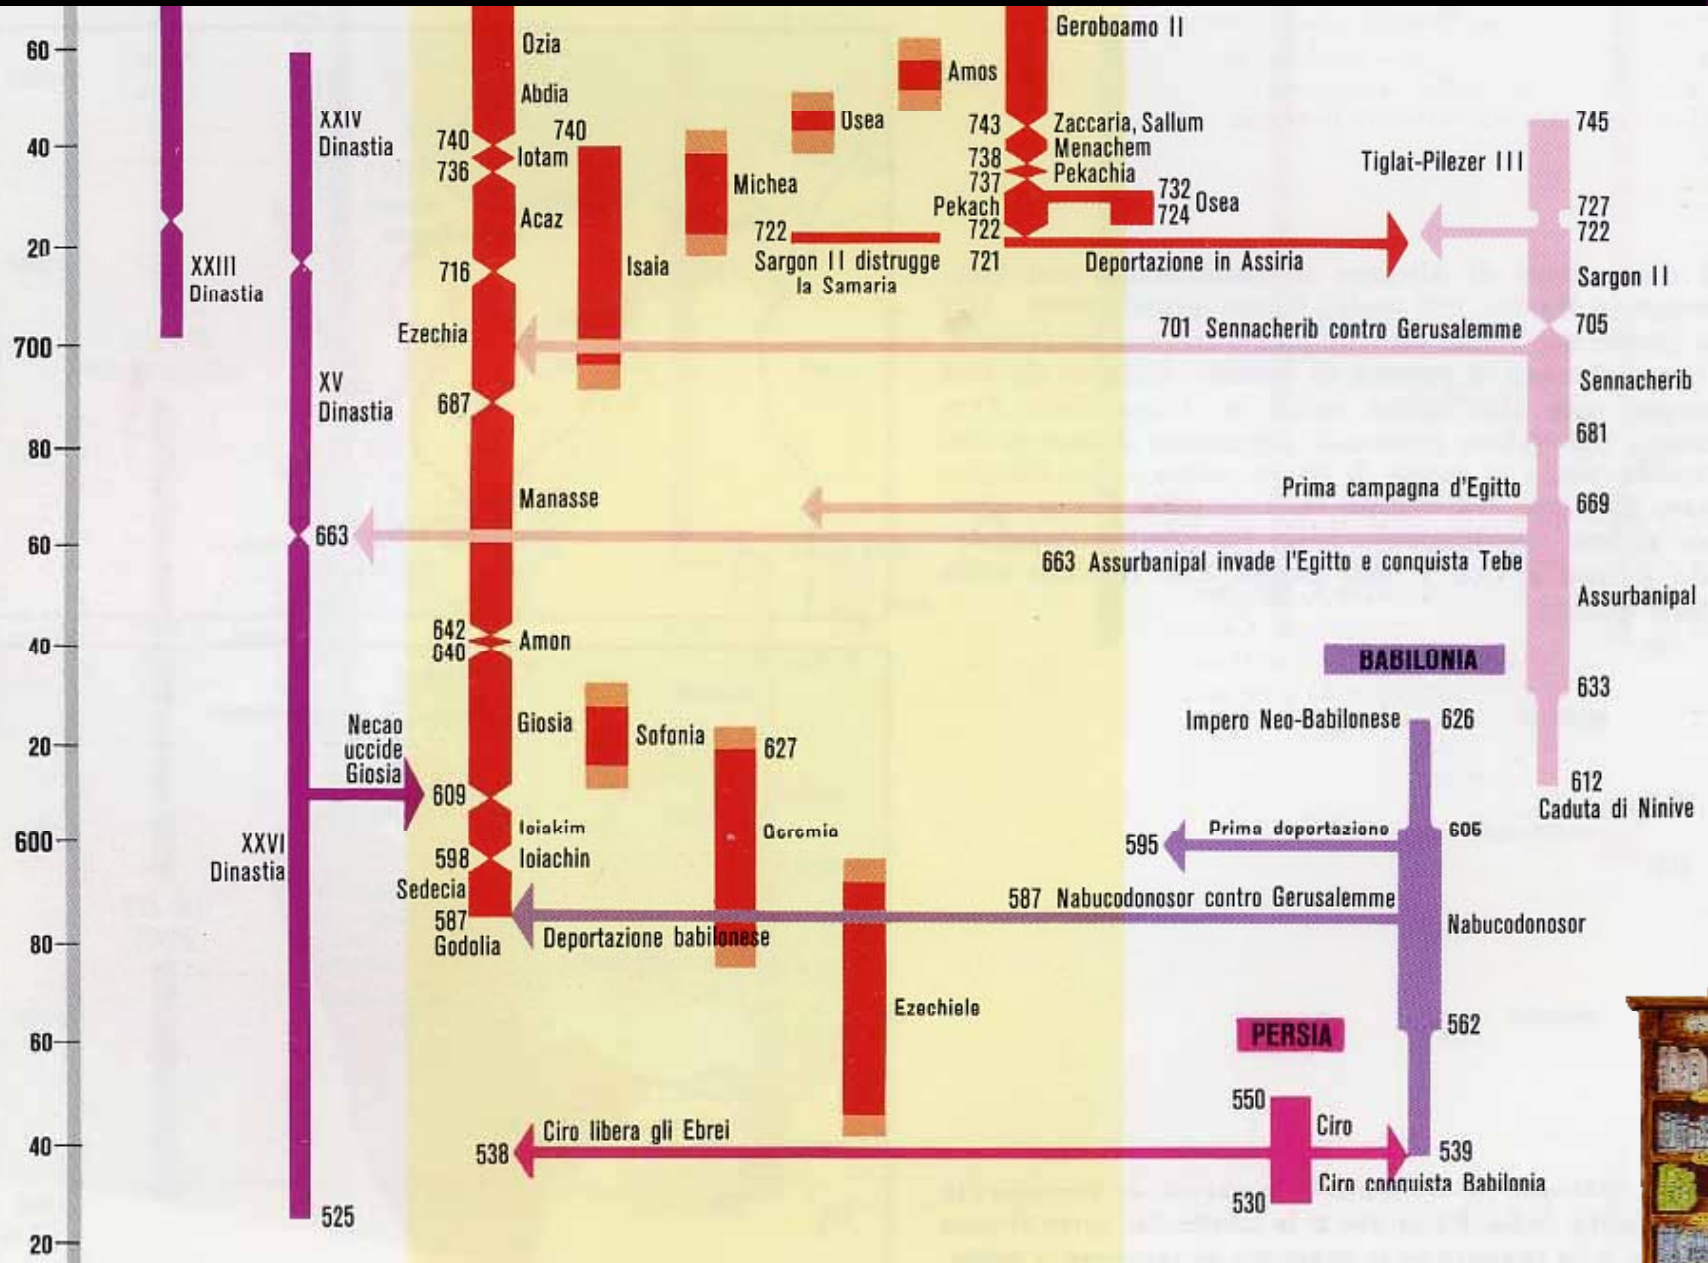 60
40
20
700
80
60
40
20
600
80
60
40
20
XXIII
Dinastia
XXIV
Dinastia
XV
Dinastia
663
Necao
uccide
Giosia
XXVI
Dinastia
525
Ozia
Abdia
740
Iotam
736
Acaz
716
Ezechia
687
Manasse
642
Amon
640
Giosia
609
Ioiakim
598
Ioiachin
Sedecia
587
Godolia
740
Isaia
Michea
Osea
Amos
722
Sargon II distrugge
la Samaria
Geroboamo II
743
Zaccaria, Sallum
Menachem
738
Pekachia
737
Pekach
732
724
Osea
722
721
Deportazione in Assiria
745
Tiglat-Pilezer III
727
722
Sargon II
705
701 Sennacherib contro Gerusalemme
Sennacherib
681
Prima campagna d'Egitto
669
663 Assurbanipal invade l'Egitto e conquista Tebe
Assurbanipal
633
612
Caduta di Ninive
Sofonia
627
Geremia
Ezechiele
BABILONIA
Impero Neo-Babilonese
626
Prima deportazione
605
595
587 Nabucodonosor contro Gerusalemme
Nabucodonosor
Deportazione babilonese
562
PERSIA
550
Ciro
530
Ciro libera gli Ebrei
538
539
Ciro conquista Babilonia